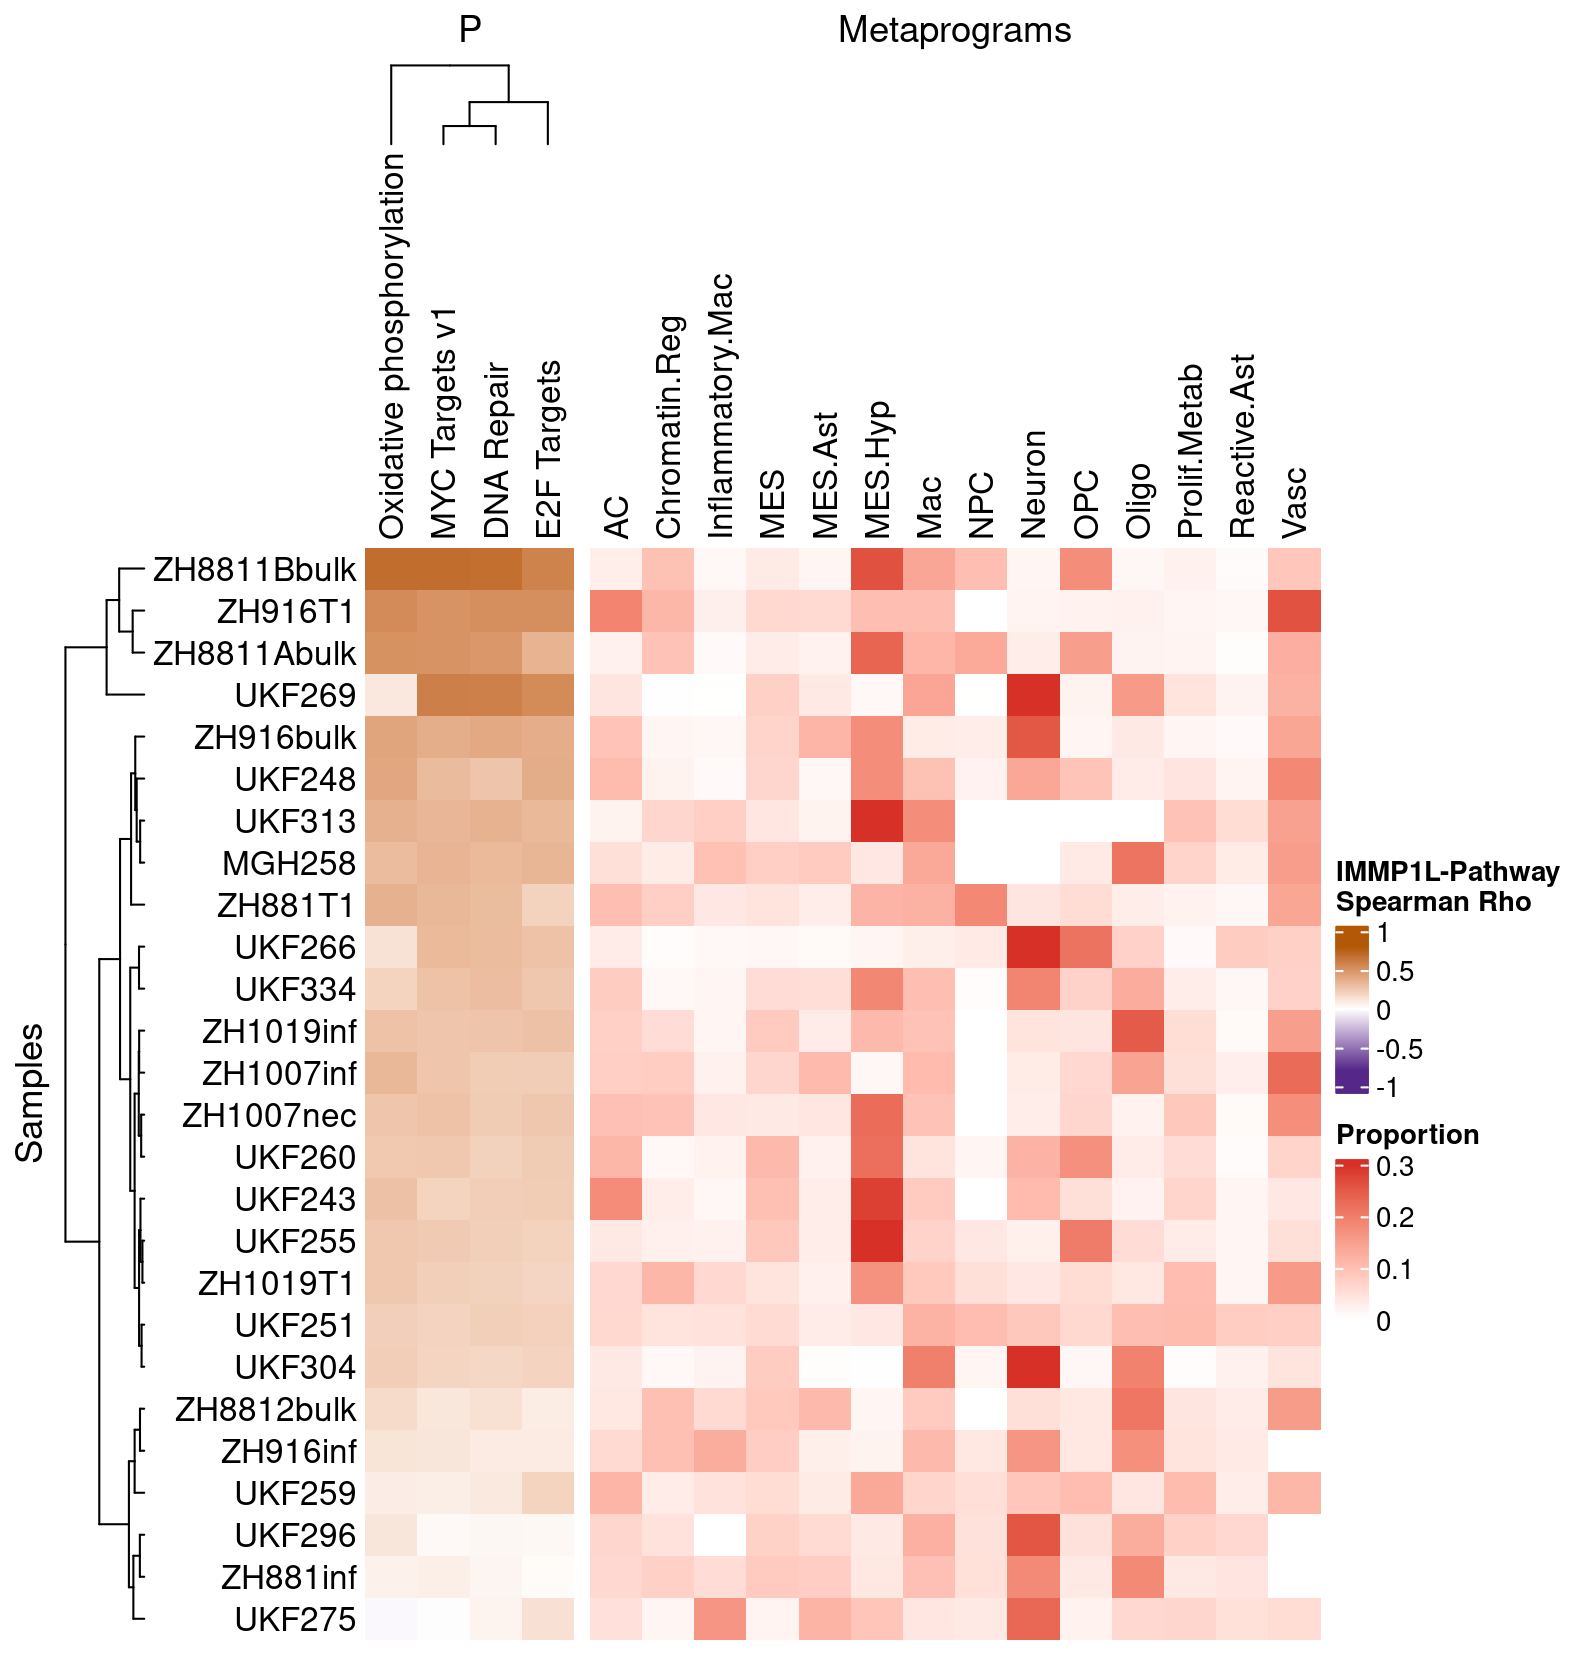 P
Metaprograms
Oxidative phosphorylation
MYC Targets v1
DNA Repair
E2F Targets
AC
Chromatin.Reg
Inflammatory.Mac
MES
MES.Ast
MES.Hyp
Mac
NPC
Neuron
OPC
Oligo
Prolif.Metab
Reactive.Ast
Vasc
Samples
ZH8811Bbulk
ZH916T1
ZH8811Abulk
UKF269
ZH916bulk
UKF248
UKF313
MGH258
ZH881T1
UKF266
UKF334
ZH1019inf
ZH1007inf
ZH1007nec
UKF260
UKF243
UKF255
ZH1019T1
UKF251
UKF304
ZH8812bulk
ZH916inf
UKF259
UKF296
ZH881inf
UKF275
IMMP1L-Pathway
Spearman Rho
1
0.5
0
-0.5
-1
Proportion
0.3
0.2
0.1
0